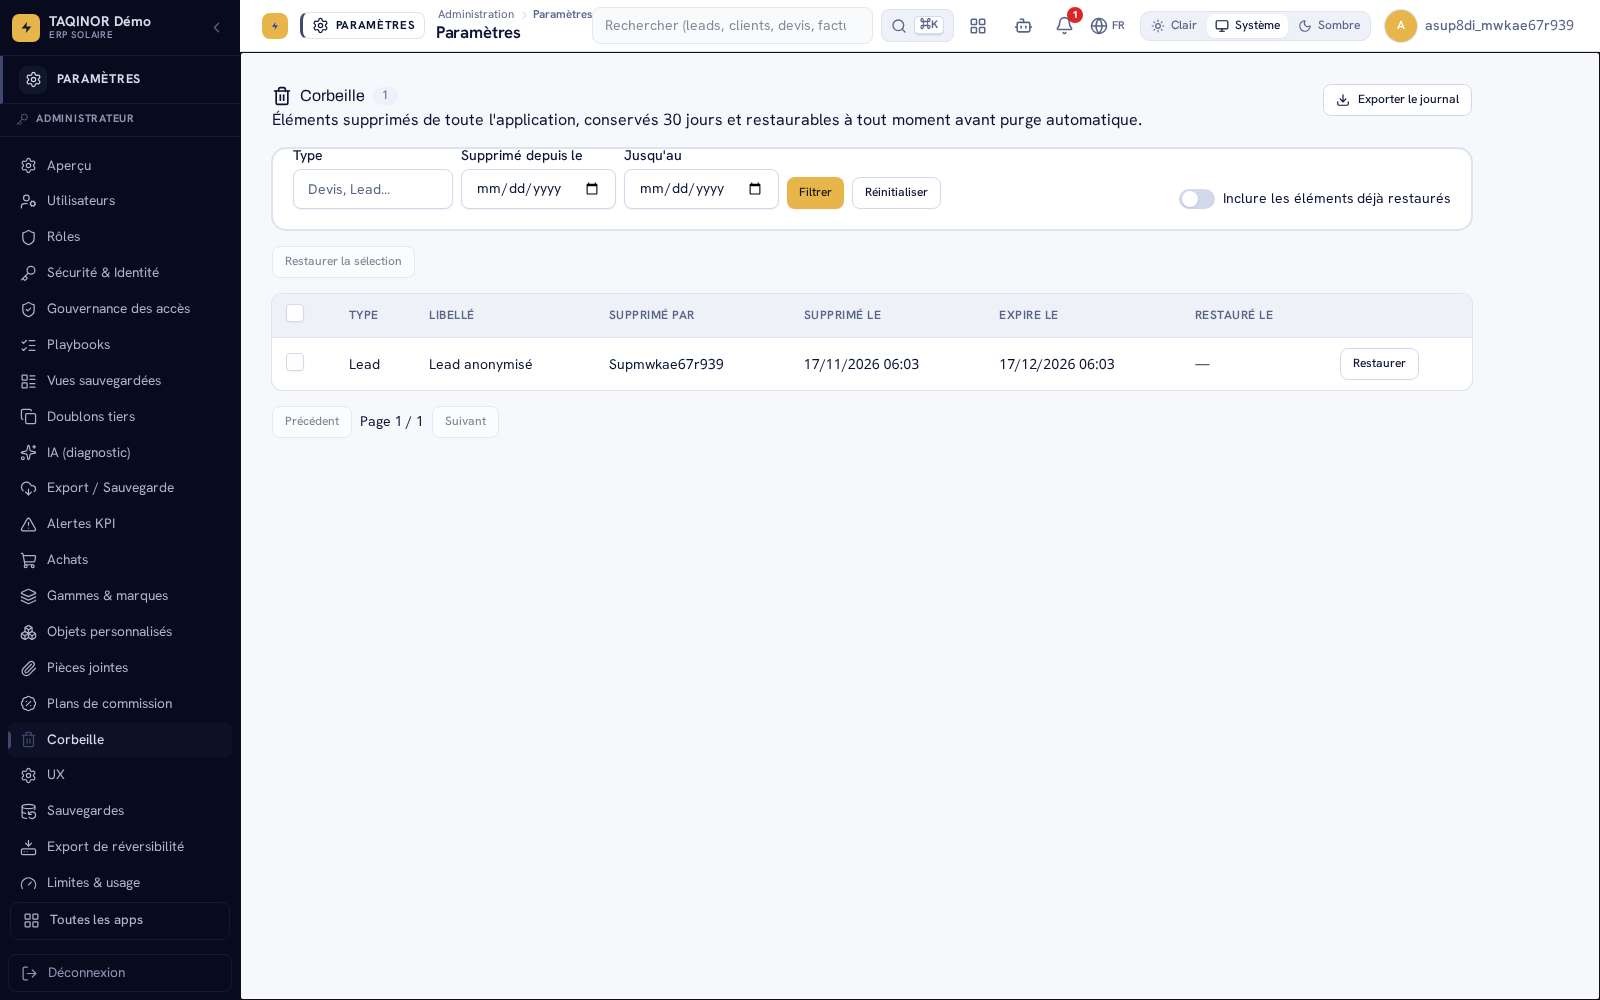 TAQINOR Démo
ERP SOLAIRE
PARAMÈTRES
ADMINISTRATEUR
Aperçu
Utilisateurs
Rôles
Sécurité & Identité
Gouvernance des accès
Playbooks
Vues sauvegardées
Doublons tiers
IA (diagnostic)
Export / Sauvegarde
Alertes KPI
Achats
Gammes & marques
Objets personnalisés
Pièces jointes
Plans de commission
Corbeille
UX
Sauvegardes
Export de réversibilité
Limites & usage
Toutes les apps
Déconnexion
PARAMÈTRES
Administration Paramètres
Paramètres
Rechercher (leads, clients, devis, factu
⌘K
1
FR
Clair Système Sombre
A asup8di_mwkae67r939
Corbeille 1
Éléments supprimés de toute l'application, conservés 30 jours et restaurables à tout moment avant purge automatique.
Exporter le journal
Type Supprimé depuis le Jusqu'au
Devis, Lead... mm/dd/yyyy mm/dd/yyyy Filtrer Réinitialiser
Inclure les éléments déjà restaurés
Restaurer la sélection
TYPE LIBELLÉ SUPPRIMÉ PAR SUPPRIMÉ LE EXPIRE LE RESTAURÉ LE
Lead Lead anonymisé Supmwkae67r939 17/11/2026 06:03 17/12/2026 06:03 — Restaurer
Précédent Page 1 / 1 Suivant